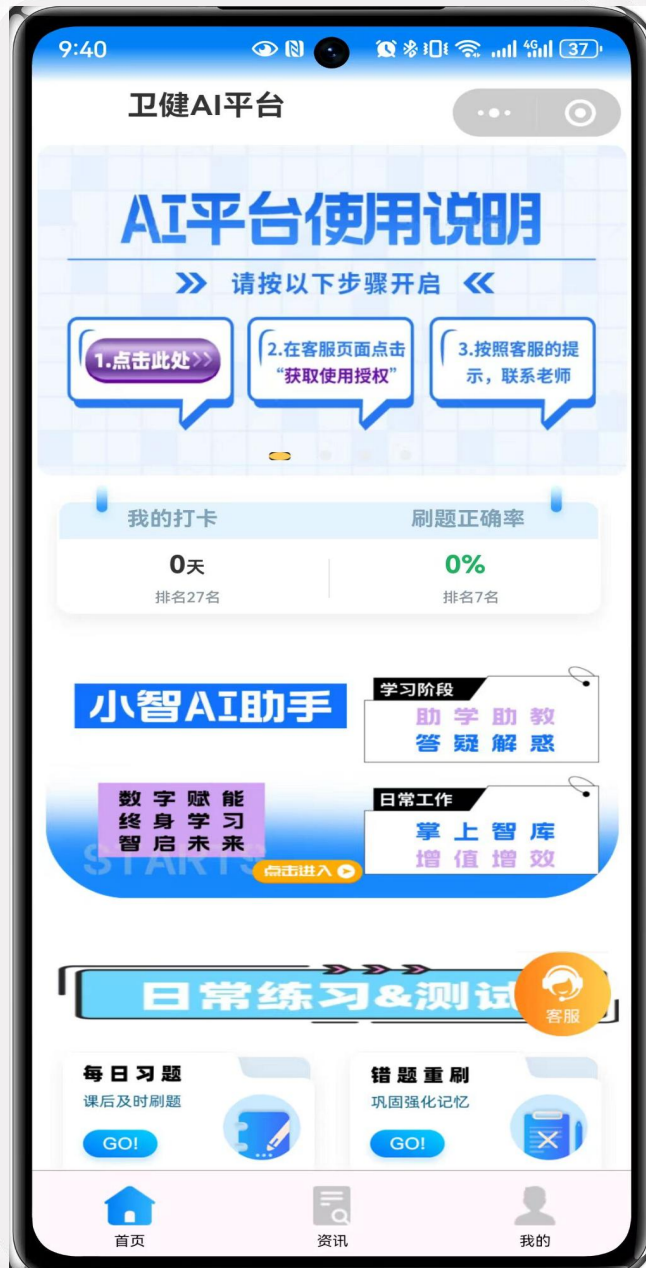 9:40
4G
37
卫健AI平台
AI平台使用说明
请按以下步骤开启
1.点击此处>>
2.在客服页面点击
“获取使用授权”
3.按照客服的提
示，联系老师
我的打卡
刷题正确率
0天
0%
排名27名
排名7名
小智AI助手
学习阶段
助学助教
答疑解惑
数字赋能
终身学习
智启未来
STARTS
点击进入
日常工作
掌上智库
增值增效
日常练习&测试
客服
每日习题
错题重刷
课后及时刷题
巩固强化记忆
GO!
GO!
首页
资讯
我的